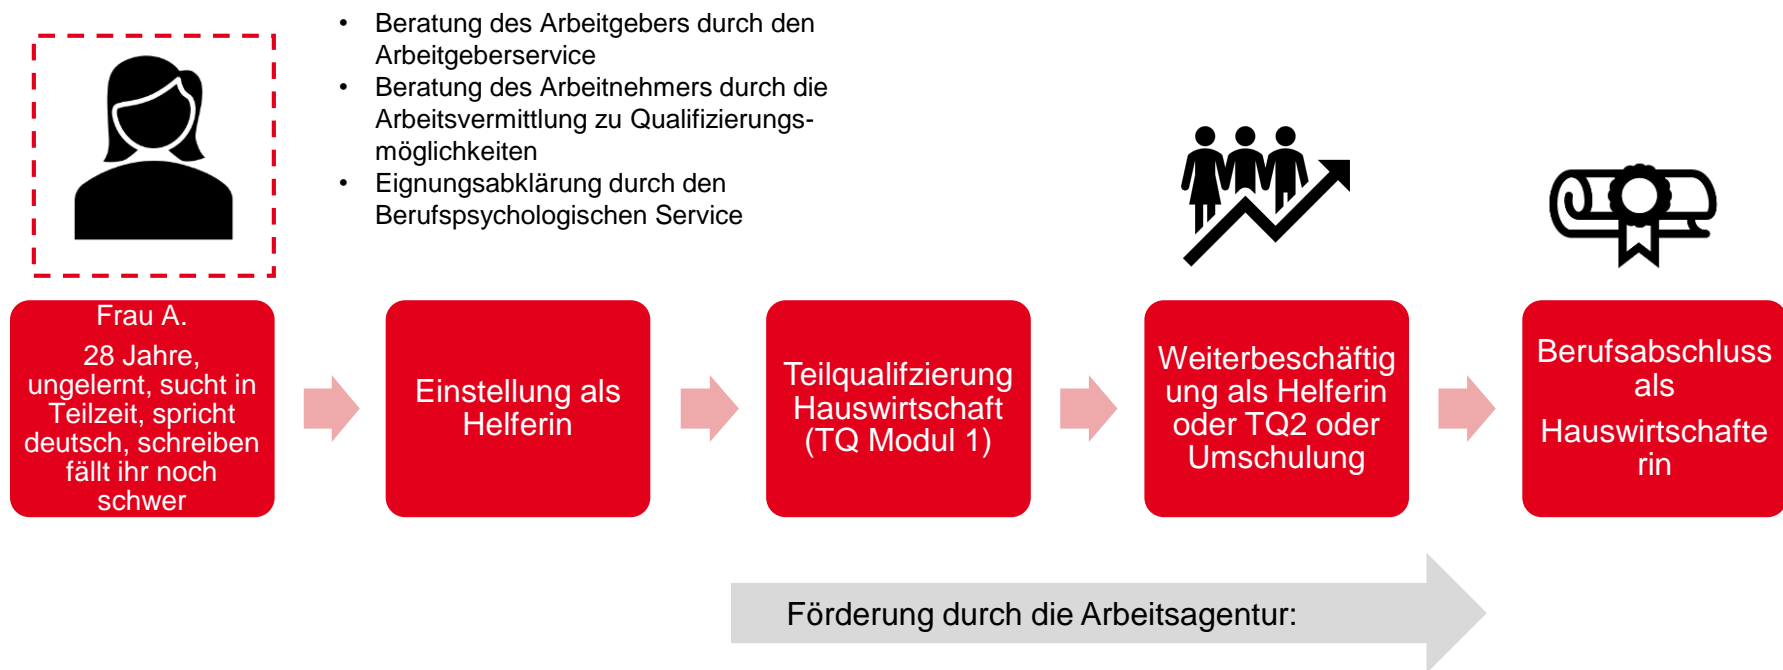 • Beratung des Arbeitgebers durch den
Arbeitgeberservice
• Beratung des Arbeitnehmers durch die
Arbeitsvermittlung zu Qualifizierungs-
möglichkeiten
• Eignungsabklärung durch den
Berufspsychologischen Service
Frau A.
28 Jahre,
ungelernt, sucht in
Teilzeit, spricht
deutsch, schreiben
fällt ihr noch
schwer
Einstellung als
Helferin
Teilqualifzierung
Hauswirtschaft
(TQ Modul 1)
Weiterbeschäftig
ung als Helferin
oder TQ2 oder
Umschulung
Berufsabschluss
als
Hauswirtschafte
rin
Förderung durch die Arbeitsagentur: